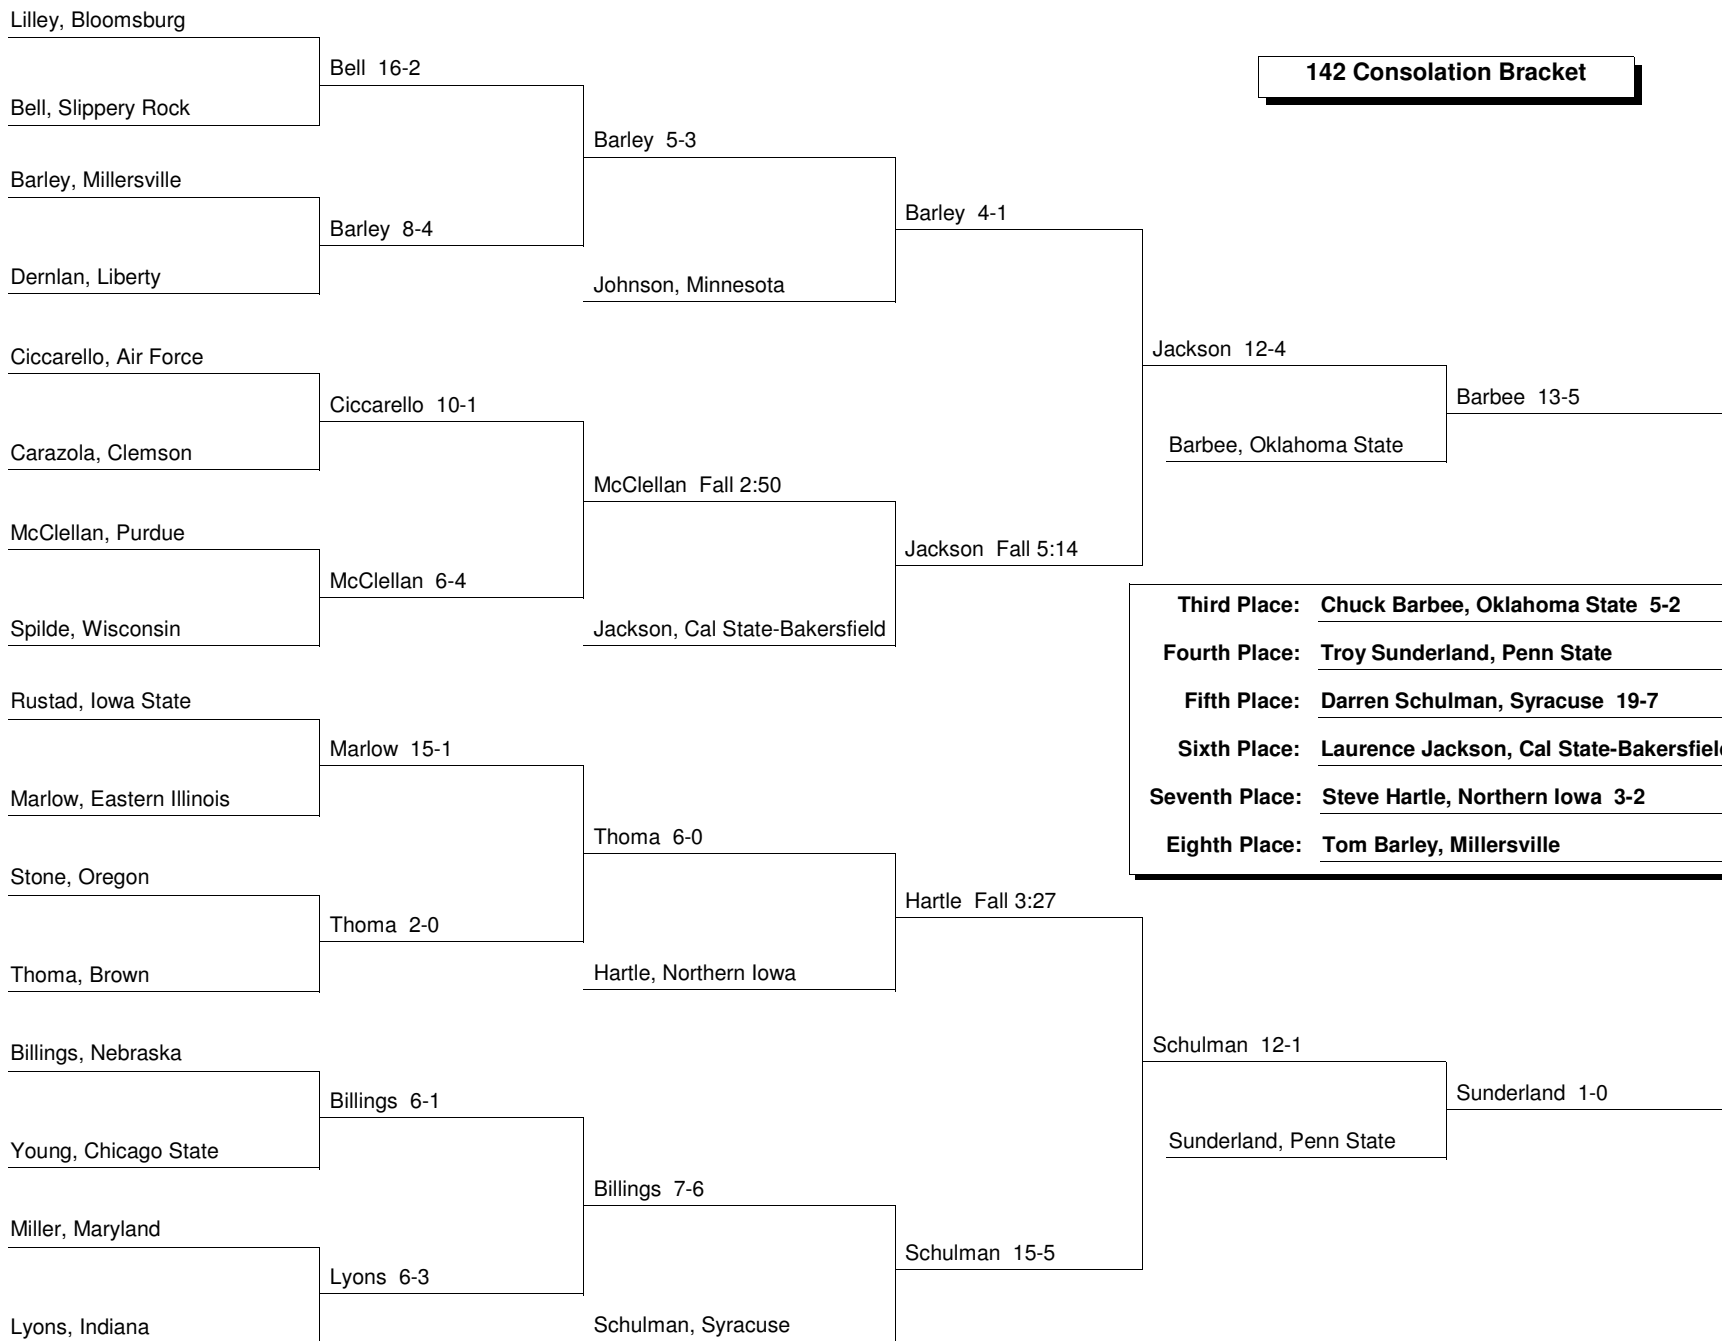 Lilley, Bloomsburg
Bell 16-2
142 Consolation Bracket
Bell, Slippery Rock
Barley 5-3
Barley, Millersville
Barley 4-1
Barley 8-4
Dernlan, Liberty
Johnson, Minnesota
Jackson 12-4
Ciccarello, Air Force
Barbee 13-5
Ciccarello 10-1
Barbee, Oklahoma State
Carazola, Clemson
McClellan Fall 2:50
McClellan, Purdue
Jackson Fall 5:14
McClellan 6-4
Third Place: Chuck Barbee, Oklahoma State 5-2
Spilde, Wisconsin
Jackson, Cal State-Bakersfield
Fourth Place: Troy Sunderland, Penn State
Rustad, Iowa State
Fifth Place: Darren Schulman, Syracuse 19-7
Marlow 15-1
Sixth Place: Laurence Jackson, Cal State-Bakersfield
Marlow, Eastern Illinois
Seventh Place: Steve Hartle, Northern Iowa 3-2
Thoma 6-0
Eighth Place: Tom Barley, Millersville
Stone, Oregon
Hartle Fall 3:27
Thoma 2-0
Thoma, Brown
Hartle, Northern Iowa
Schulman 12-1
Billings, Nebraska
Sunderland 1-0
Billings 6-1
Sunderland, Penn State
Young, Chicago State
Billings 7-6
Miller, Maryland
Schulman 15-5
Lyons 6-3
Lyons, Indiana
Schulman, Syracuse